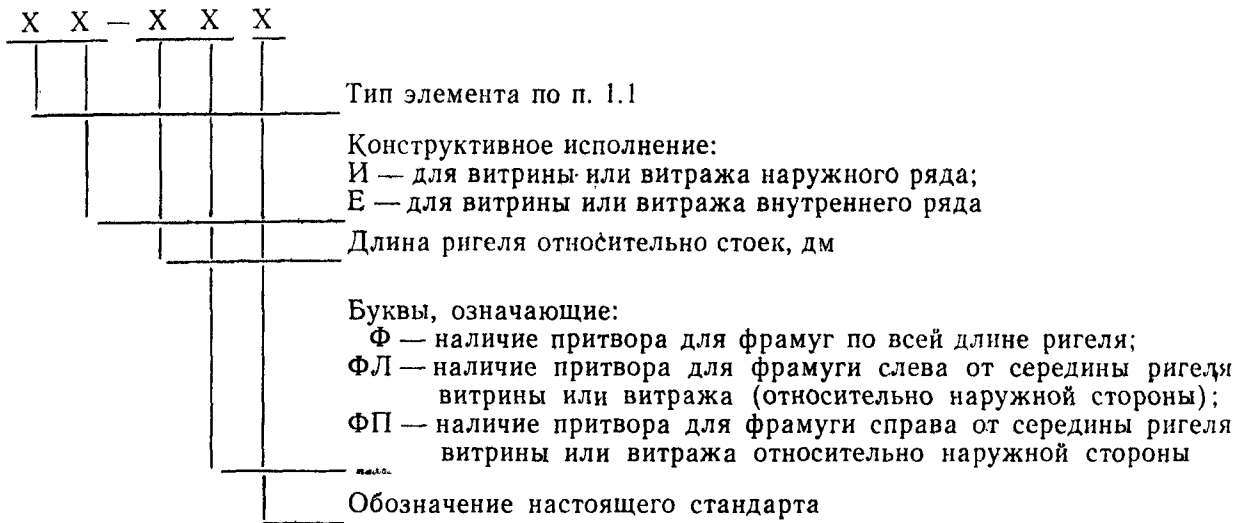 Х Х — Х Х Х
Тип элемента по п. 1.1
Конструктивное исполнение:
И — для витрины или витража наружного ряда;
Е — для витрины или витража внутреннего ряда
Длина ригеля относительно стоек, дм
Буквы, означающие:
Ф — наличие притвора для фрамуг по всей длине ригеля;
ФЛ — наличие притвора для фрамуги слева от середины ригеля
витрины или витража (относительно наружной стороны);
ФП — наличие притвора для фрамуги справа от середины ригеля
витрины или витража относительно наружной стороны
Обозначение настоящего стандарта